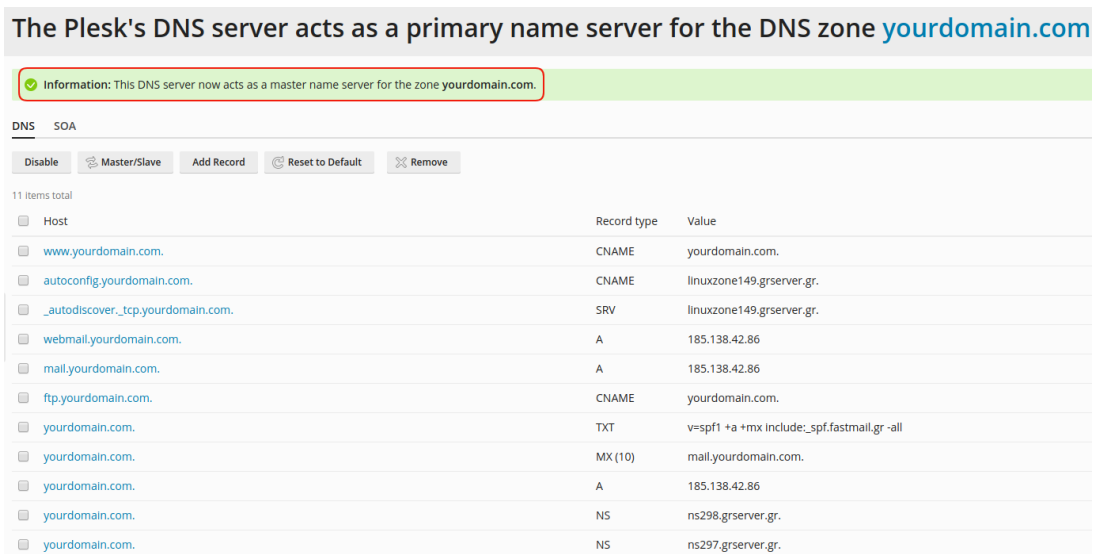 The Plesk's DNS server acts as a primary name server for the DNS zone yourdomain.com
Information: This DNS server now acts as a master name server for the zone yourdomain.com.
DNS SOA
Disable Master/Slave Add Record Reset to Default Remove
11 items total
Host Record type Value
www.yourdomain.com. CNAME yourdomain.com.
autoconfig.yourdomain.com. CNAME linuxzone149.grserver.gr.
_autodiscover._tcp.yourdomain.com. SRV linuxzone149.grserver.gr.
webmail.yourdomain.com. A 185.138.42.86
mail.yourdomain.com. A 185.138.42.86
ftp.yourdomain.com. CNAME yourdomain.com.
yourdomain.com. TXT v=spf1 +a +mx include:_spf.fastmail.gr -all
yourdomain.com. MX (10) mail.yourdomain.com.
yourdomain.com. A 185.138.42.86
yourdomain.com. NS ns298.grserver.gr.
yourdomain.com. NS ns297.grserver.gr.